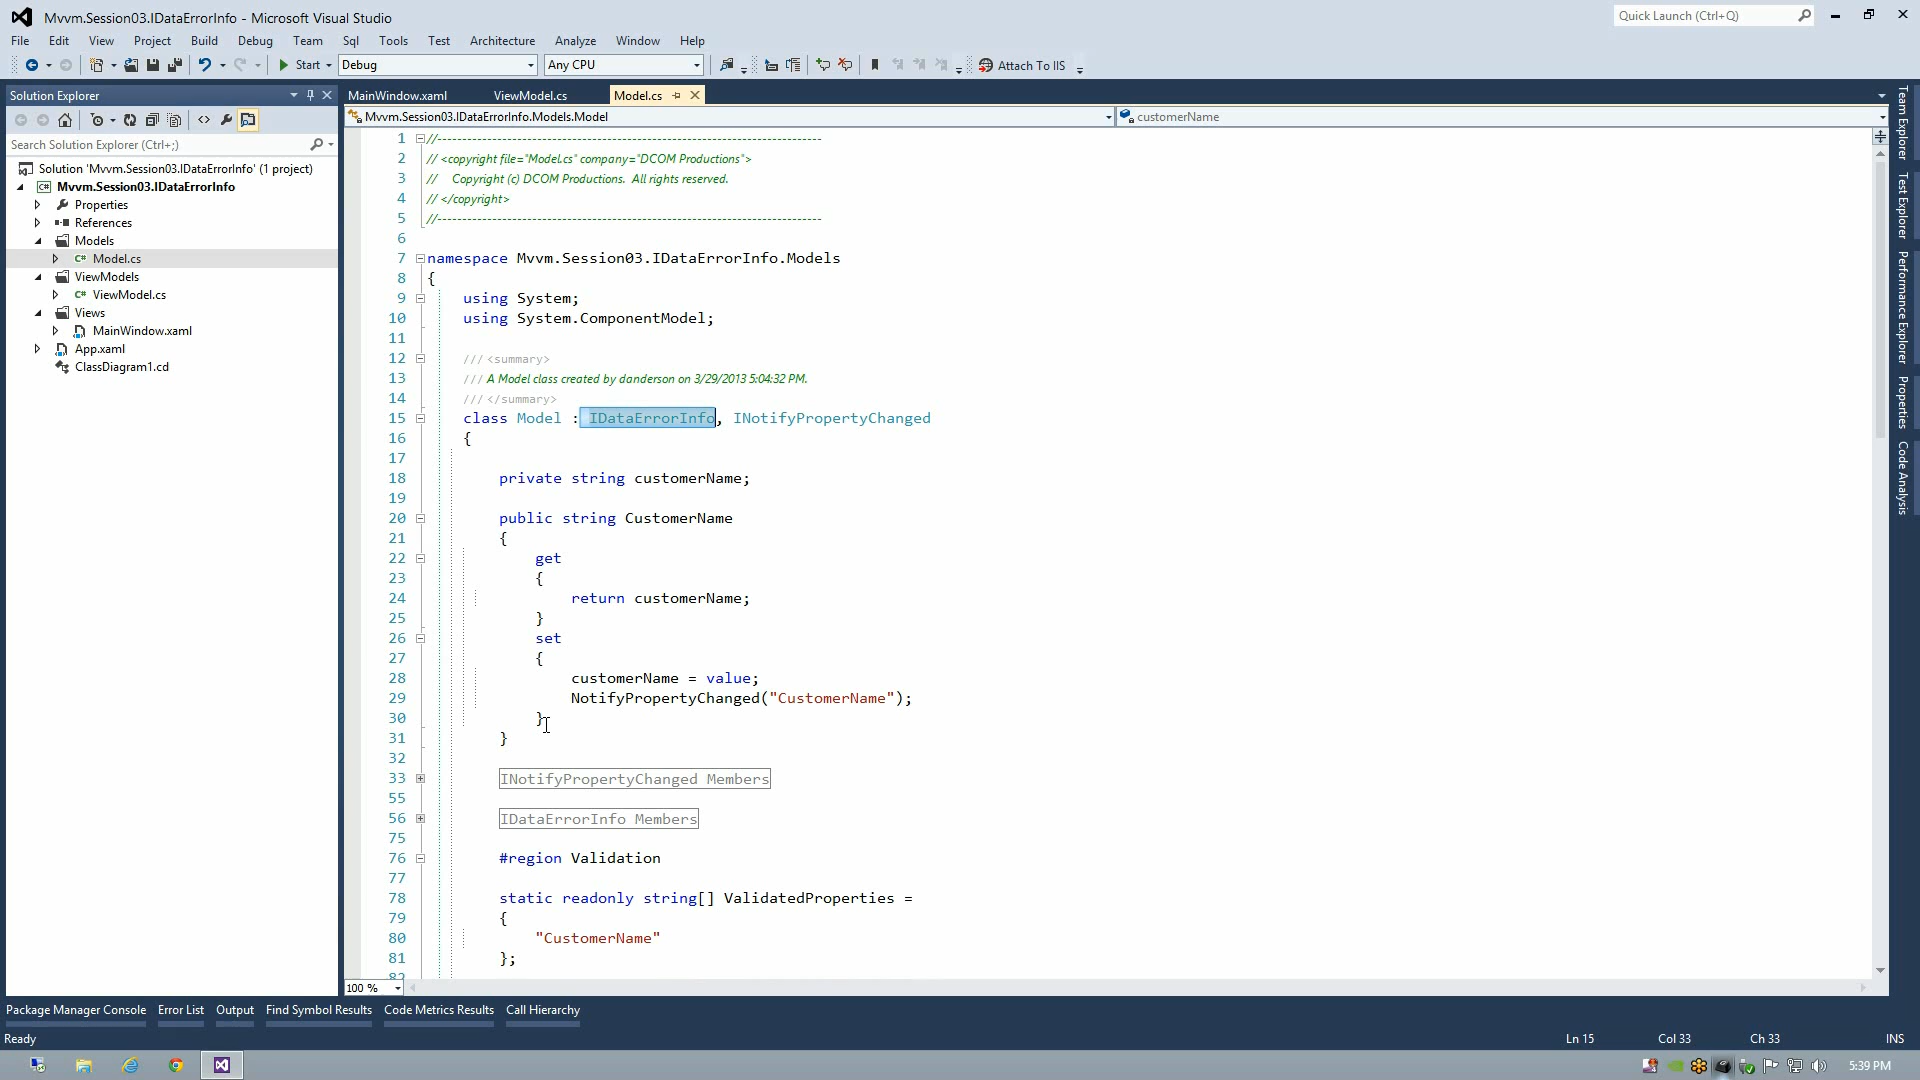 Mvvm.Session03.IDataErrorInfo - Microsoft Visual Studio
Quick Launch (Ctrl+Q)
File Edit View Project Build Debug Team Sql Tools Test Architecture Analyze Window Help
Start Debug Any CPU Attach To IIS
Solution Explorer
MainWindow.xaml ViewModel.cs Model.cs
Mvvm.Session03.IDataErrorInfo.Models.Model customerName
Search Solution Explorer (Ctrl+;)
Solution 'Mvvm.Session03.IDataErrorInfo' (1 project)
C# Mvvm.Session03.IDataErrorInfo
Properties
References
Models
C# Model.cs
ViewModels
C# ViewModel.cs
Views
MainWindow.xaml
App.xaml
ClassDiagram1.cd
1 //------------------------------------------------------------------------------
2 // <copyright file="Model.cs" company="DCOM Productions">
3 //     Copyright (c) DCOM Productions.  All rights reserved.
4 // </copyright>
5 //------------------------------------------------------------------------------
6
7 namespace Mvvm.Session03.IDataErrorInfo.Models
8 {
9     using System;
10     using System.ComponentModel;
11
12     /// <summary>
13     /// A Model class created by danderson on 3/29/2013 5:04:32 PM.
14     /// </summary>
15     class Model : IDataErrorInfo, INotifyPropertyChanged
16     {
17
18         private string customerName;
19
20         public string CustomerName
21         {
22             get
23             {
24                 return customerName;
25             }
26             set
27             {
28                 customerName = value;
29                 NotifyPropertyChanged("CustomerName");
30             }
31         }
32
33         INotifyPropertyChanged Members
55
56         IDataErrorInfo Members
75
76         #region Validation
77
78         static readonly string[] ValidatedProperties =
79         {
80             "CustomerName"
81         };
82
100 %
Team Explorer
Test Explorer
Performance Explorer
Properties
Code Analysis
Package Manager Console Error List Output Find Symbol Results Code Metrics Results Call Hierarchy
Ready Ln 15 Col 33 Ch 33 INS
5:39 PM